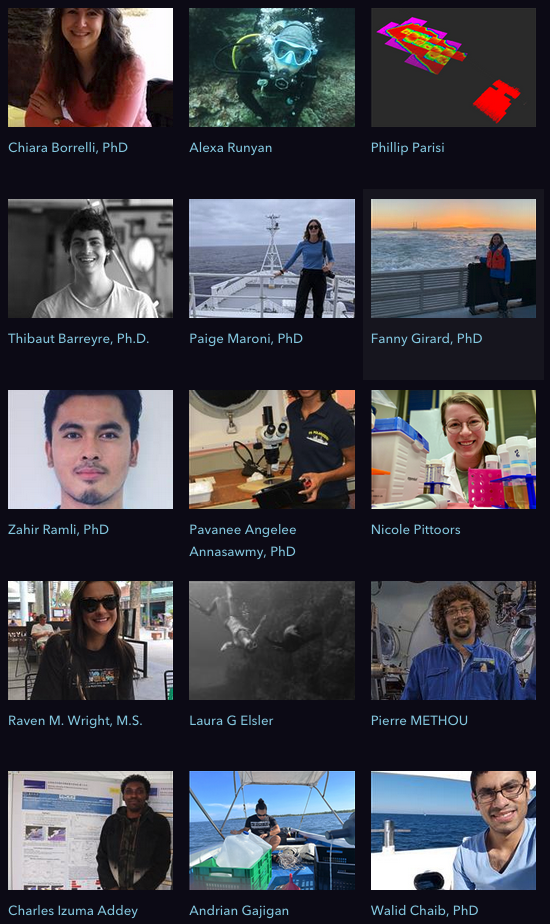 Chiara Borrelli, PhD
Alexa Runyan
Phillip Parisi
Thibaut Barreyre, Ph.D.
Paige Maroni, PhD
Fanny Girard, PhD
Zahir Ramli, PhD
Pavanee Angelee
Annasawmy, PhD
Nicole Pittoors
Raven M. Wright, M.S.
Laura G Elsler
Pierre METHOU
Charles Izuma Addey
Andrian Gajigan
Walid Chaib, PhD